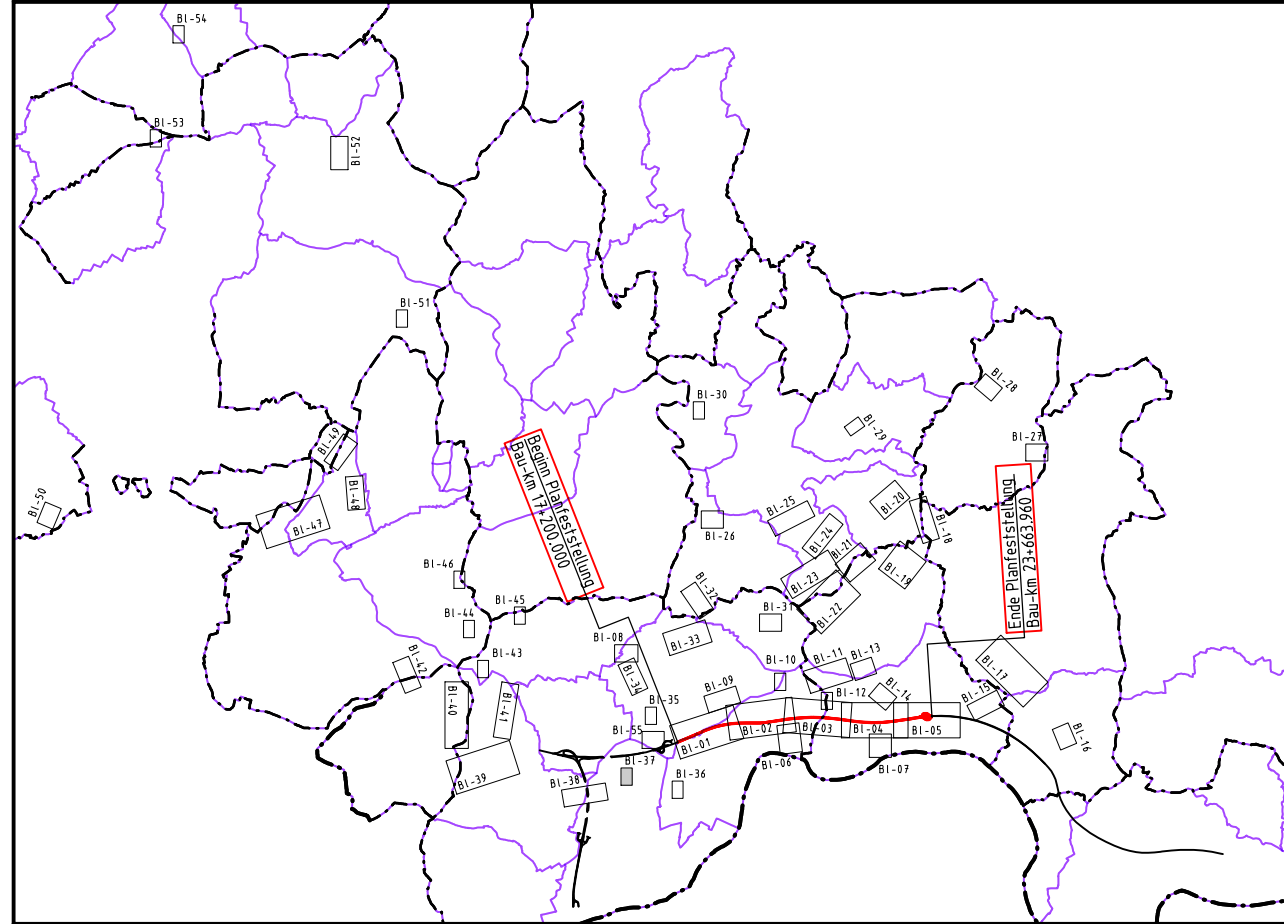 Bl-54
Bl-53
Bl-52
Bl-51
Bl-50
Bl-49
Bl-48
Bl-47
Bl-46
Bl-45
Bl-44
Bl-43
Bl-42
Bl-40
Bl-41
Bl-39
Bl-38
Bl-37
Bl-36
Bl-55
Bl-35
Bl-34
Bl-08
Beginn Planfeststellung
Bau-km 17+200.000
Bl-30
Bl-29
Bl-28
Bl-27
Bl-26
Bl-25
Bl-24
Bl-23
Bl-22
Bl-21
Bl-20
Bl-19
Bl-18
Ende Planfeststellung
Bau-km 23+663.960
Bl-32
Bl-33
Bl-31
Bl-10
Bl-11
Bl-13
Bl-12
Bl-14
Bl-09
Bl-01
Bl-02
Bl-03
Bl-04
Bl-05
Bl-06
Bl-07
Bl-15
Bl-17
Bl-16